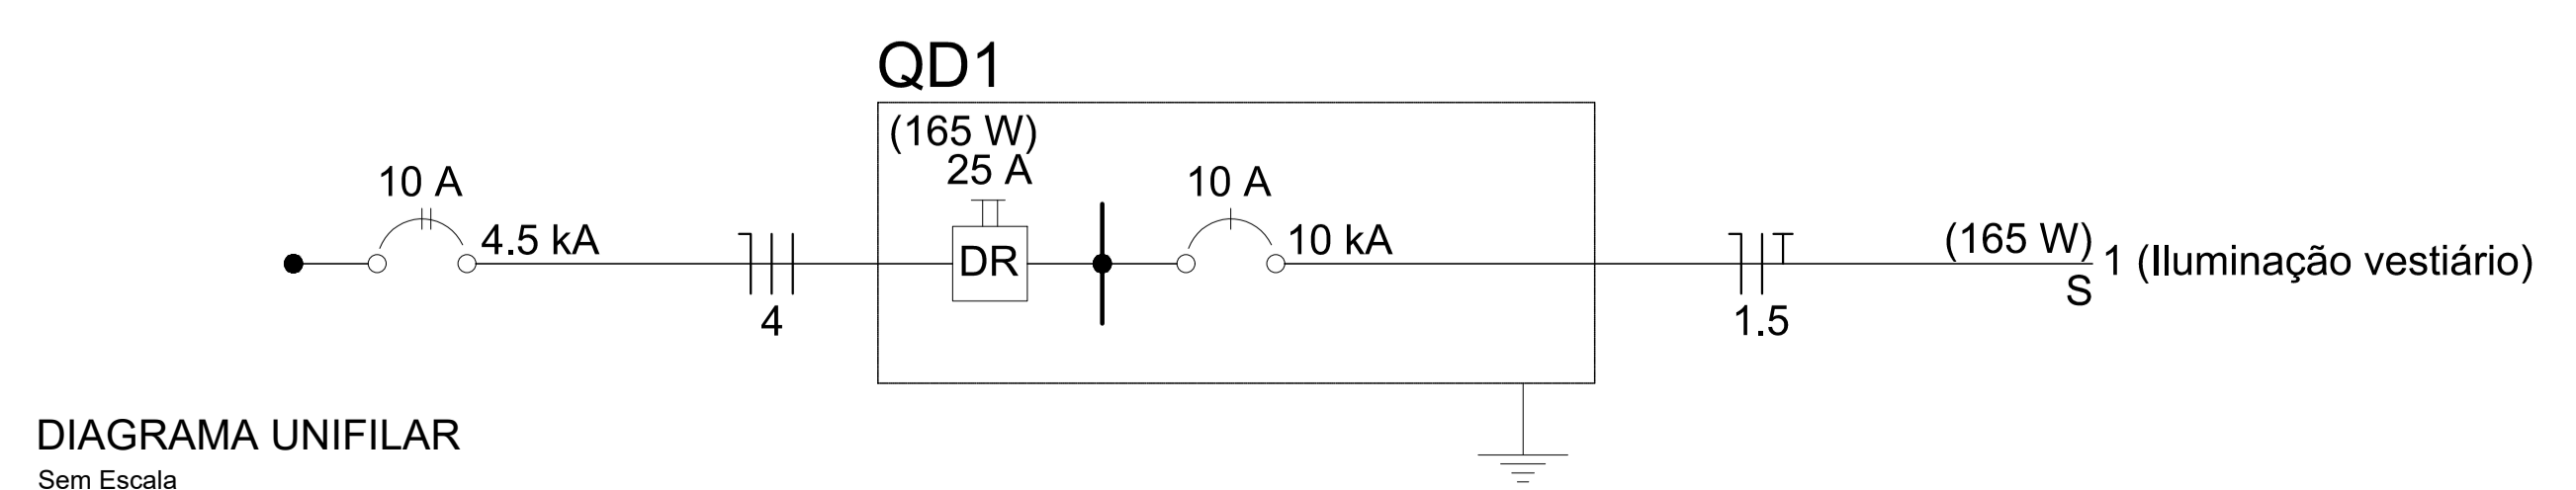 QD1
(165 W)
25 A
10 A
4.5 kA
4
DR
10 A
10 kA
1.5
(165 W)
S
1 (Iluminação vestiário)
DIAGRAMA UNIFILAR
Sem Escala